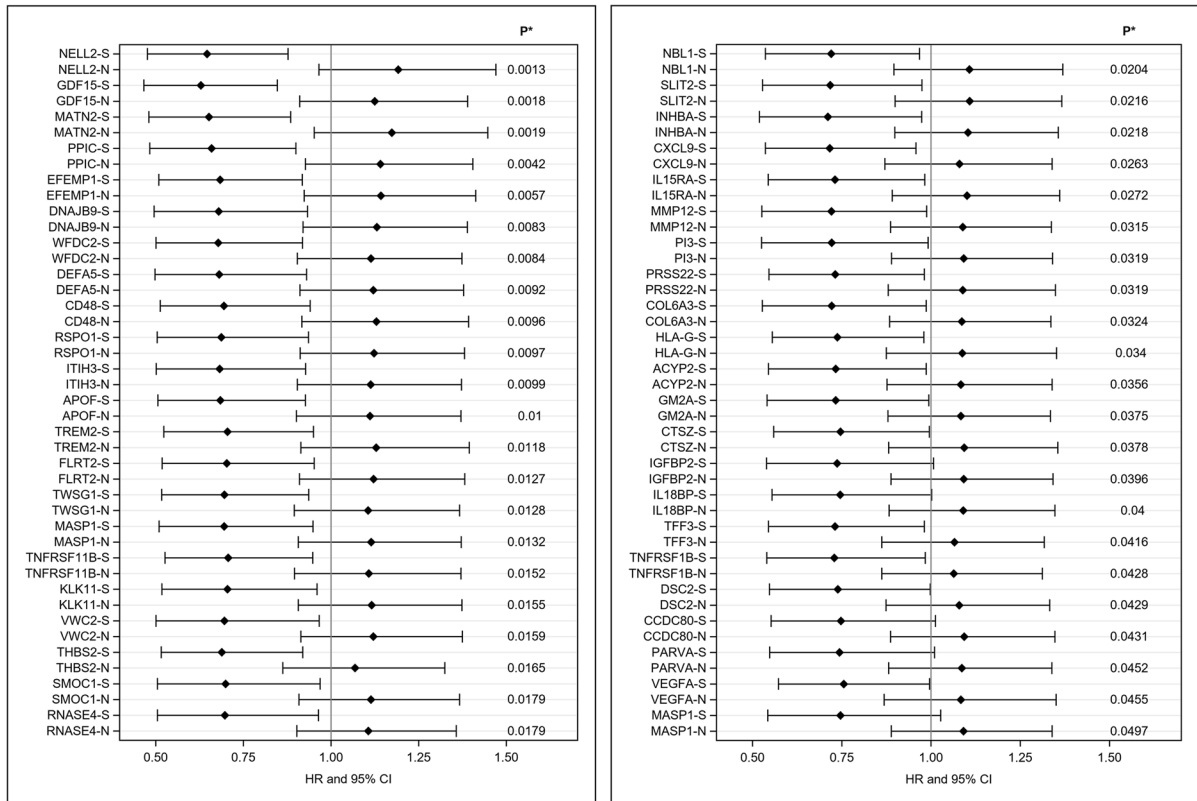 P*
NELL2-S
NELL2-N 0.0013
GDF15-S
GDF15-N 0.0018
MATN2-S
MATN2-N 0.0019
PPIC-S
PPIC-N 0.0042
EFEMP1-S
EFEMP1-N 0.0057
DNAJB9-S
DNAJB9-N 0.0083
WFDC2-S
WFDC2-N 0.0084
DEFA5-S
DEFA5-N 0.0092
CD48-S
CD48-N 0.0096
RSPO1-S
RSPO1-N 0.0097
ITIH3-S
ITIH3-N 0.0099
APOF-S
APOF-N 0.01
TREM2-S
TREM2-N 0.0118
FLRT2-S
FLRT2-N 0.0127
TWSG1-S
TWSG1-N 0.0128
MASP1-S
MASP1-N 0.0132
TNFRSF11B-S
TNFRSF11B-N 0.0152
KLK11-S
KLK11-N 0.0155
VWC2-S
VWC2-N 0.0159
THBS2-S
THBS2-N 0.0165
SMOC1-S
SMOC1-N 0.0179
RNASE4-S
RNASE4-N 0.0179
0.50 0.75 1.00 1.25 1.50
HR and 95% CI
P*
NBL1-S
NBL1-N 0.0204
SLIT2-S
SLIT2-N 0.0216
INHBA-S
INHBA-N 0.0218
CXCL9-S
CXCL9-N 0.0263
IL15RA-S
IL15RA-N 0.0272
MMP12-S
MMP12-N 0.0315
PI3-S
PI3-N 0.0319
PRSS22-S
PRSS22-N 0.0319
COL6A3-S
COL6A3-N 0.0324
HLA-G-S
HLA-G-N 0.034
ACYP2-S
ACYP2-N 0.0356
GM2A-S
GM2A-N 0.0375
CTSZ-S
CTSZ-N 0.0378
IGFBP2-S
IGFBP2-N 0.0396
IL18BP-S
IL18BP-N 0.04
TFF3-S
TFF3-N 0.0416
TNFRSF1B-S
TNFRSF1B-N 0.0428
DSC2-S
DSC2-N 0.0429
CCDC80-S
CCDC80-N 0.0431
PARVA-S
PARVA-N 0.0452
VEGFA-S
VEGFA-N 0.0455
MASP1-S
MASP1-N 0.0497
0.50 0.75 1.00 1.25 1.50
HR and 95% CI